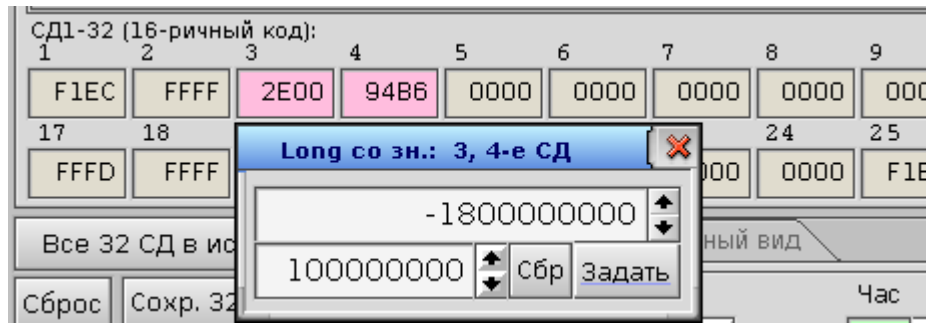 СД1-32 (16-ричный код):
1 2 3 4 5 6 7 8 9
F1EC FFFF 2E00 94B6 0000 0000 0000 0000
17 18 24 25
FFFD FFFF 0000
Long со зн.: 3, 4-е СД
-1800000000
Все 32 СД в ис ный вид
100000000 Сбр Задать
Сброс Сохр. 32 Час